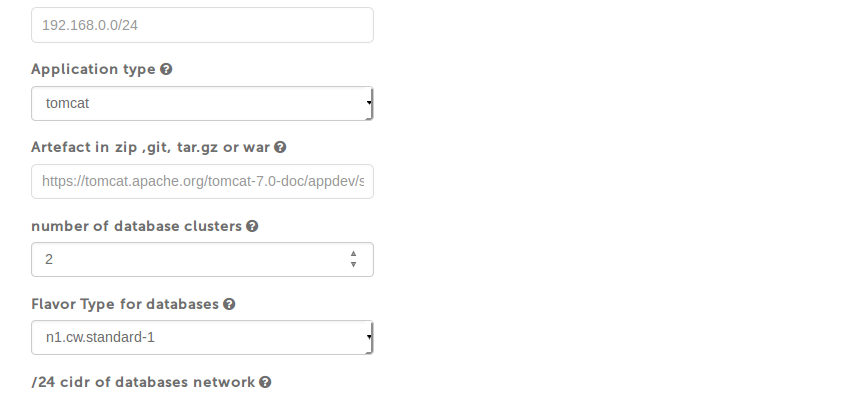 192.168.0.0/24
Application type
tomcat
Artefact in zip ,git, tar.gz or war
https://tomcat.apache.org/tomcat-7.0-doc/appdev/s
number of database clusters
2
Flavor Type for databases
n1.cw.standard-1
/24 cidr of databases network